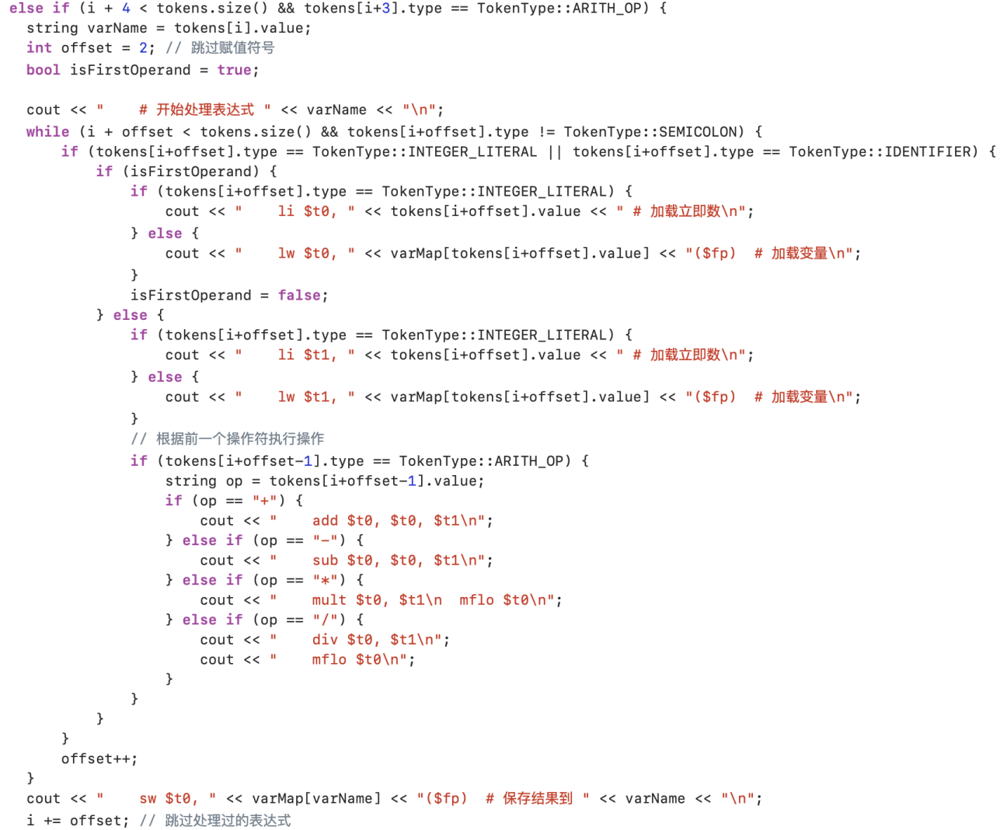 else if (i + 4 < tokens.size() && tokens[i+3].type == TokenType::ARITH_OP) {
  string varName = tokens[i].value;
  int offset = 2; // 跳过赋值符号
  bool isFirstOperand = true;

  cout << "    # 开始处理表达式 " << varName << "\n";
  while (i + offset < tokens.size() && tokens[i+offset].type != TokenType::SEMICOLON) {
      if (tokens[i+offset].type == TokenType::INTEGER_LITERAL || tokens[i+offset].type == TokenType::IDENTIFIER) {
          if (isFirstOperand) {
              if (tokens[i+offset].type == TokenType::INTEGER_LITERAL) {
                  cout << "    li $t0, " << tokens[i+offset].value << " # 加载立即数\n";
              } else {
                  cout << "    lw $t0, " << varMap[tokens[i+offset].value] << "($fp)  # 加载变量\n";
              }
              isFirstOperand = false;
          } else {
              if (tokens[i+offset].type == TokenType::INTEGER_LITERAL) {
                  cout << "    li $t1, " << tokens[i+offset].value << " # 加载立即数\n";
              } else {
                  cout << "    lw $t1, " << varMap[tokens[i+offset].value] << "($fp)  # 加载变量\n";
              }
              // 根据前一个操作符执行操作
              if (tokens[i+offset-1].type == TokenType::ARITH_OP) {
                  string op = tokens[i+offset-1].value;
                  if (op == "+") {
                      cout << "    add $t0, $t0, $t1\n";
                  } else if (op == "-") {
                      cout << "    sub $t0, $t0, $t1\n";
                  } else if (op == "*") {
                      cout << "    mult $t0, $t1\n  mflo $t0\n";
                  } else if (op == "/") {
                      cout << "    div $t0, $t1\n";
                      cout << "    mflo $t0\n";
                  }
              }
          }
      }
      offset++;
  }
  cout << "    sw $t0, " << varMap[varName] << "($fp)  # 保存结果到 " << varName << "\n";
  i += offset; // 跳过处理过的表达式